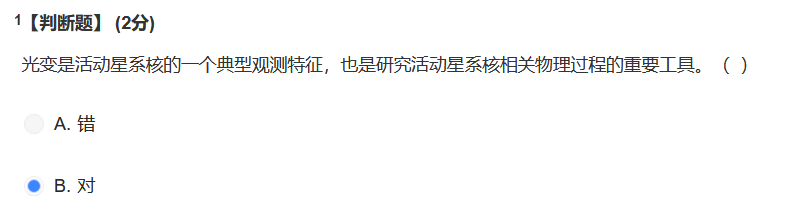 1【判断题】 (2分)
光变是活动星系核的一个典型观测特征，也是研究活动星系核相关物理过程的重要工具。（ ）
A. 错
B. 对